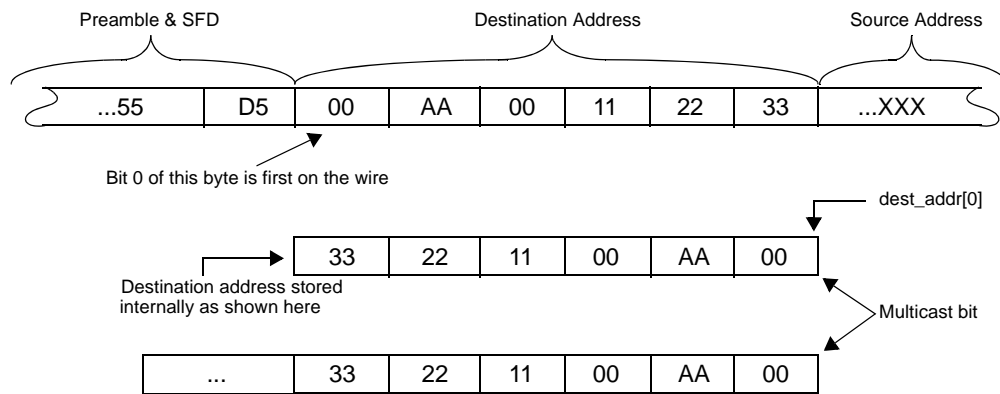 Preamble & SFD
Destination Address
Source Address
...55 D5 00 AA 00 11 22 33 ...XXX
Bit 0 of this byte is first on the wire
dest_addr[0]
33 22 11 00 AA 00
Destination address stored
internally as shown here
Multicast bit
... 33 22 11 00 AA 00